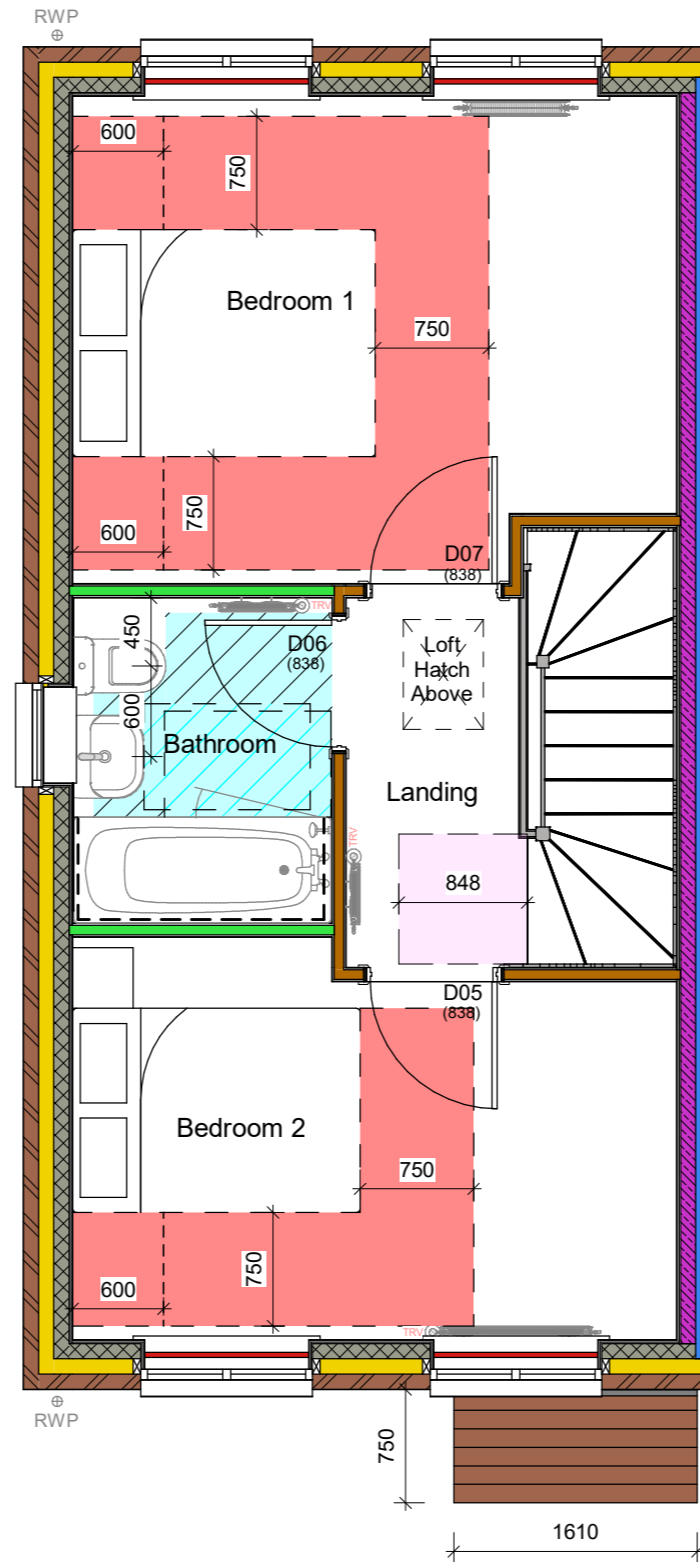 RWP
600
750
Bedroom 1
750
750
600
D07
(838)
TRV
450
D06
(838)
Loft
Hatch
Above
600
Bathroom
Landing
TRV
848
D05
(838)
Bedroom 2
750
750
600
TRV
RWP
750
1610